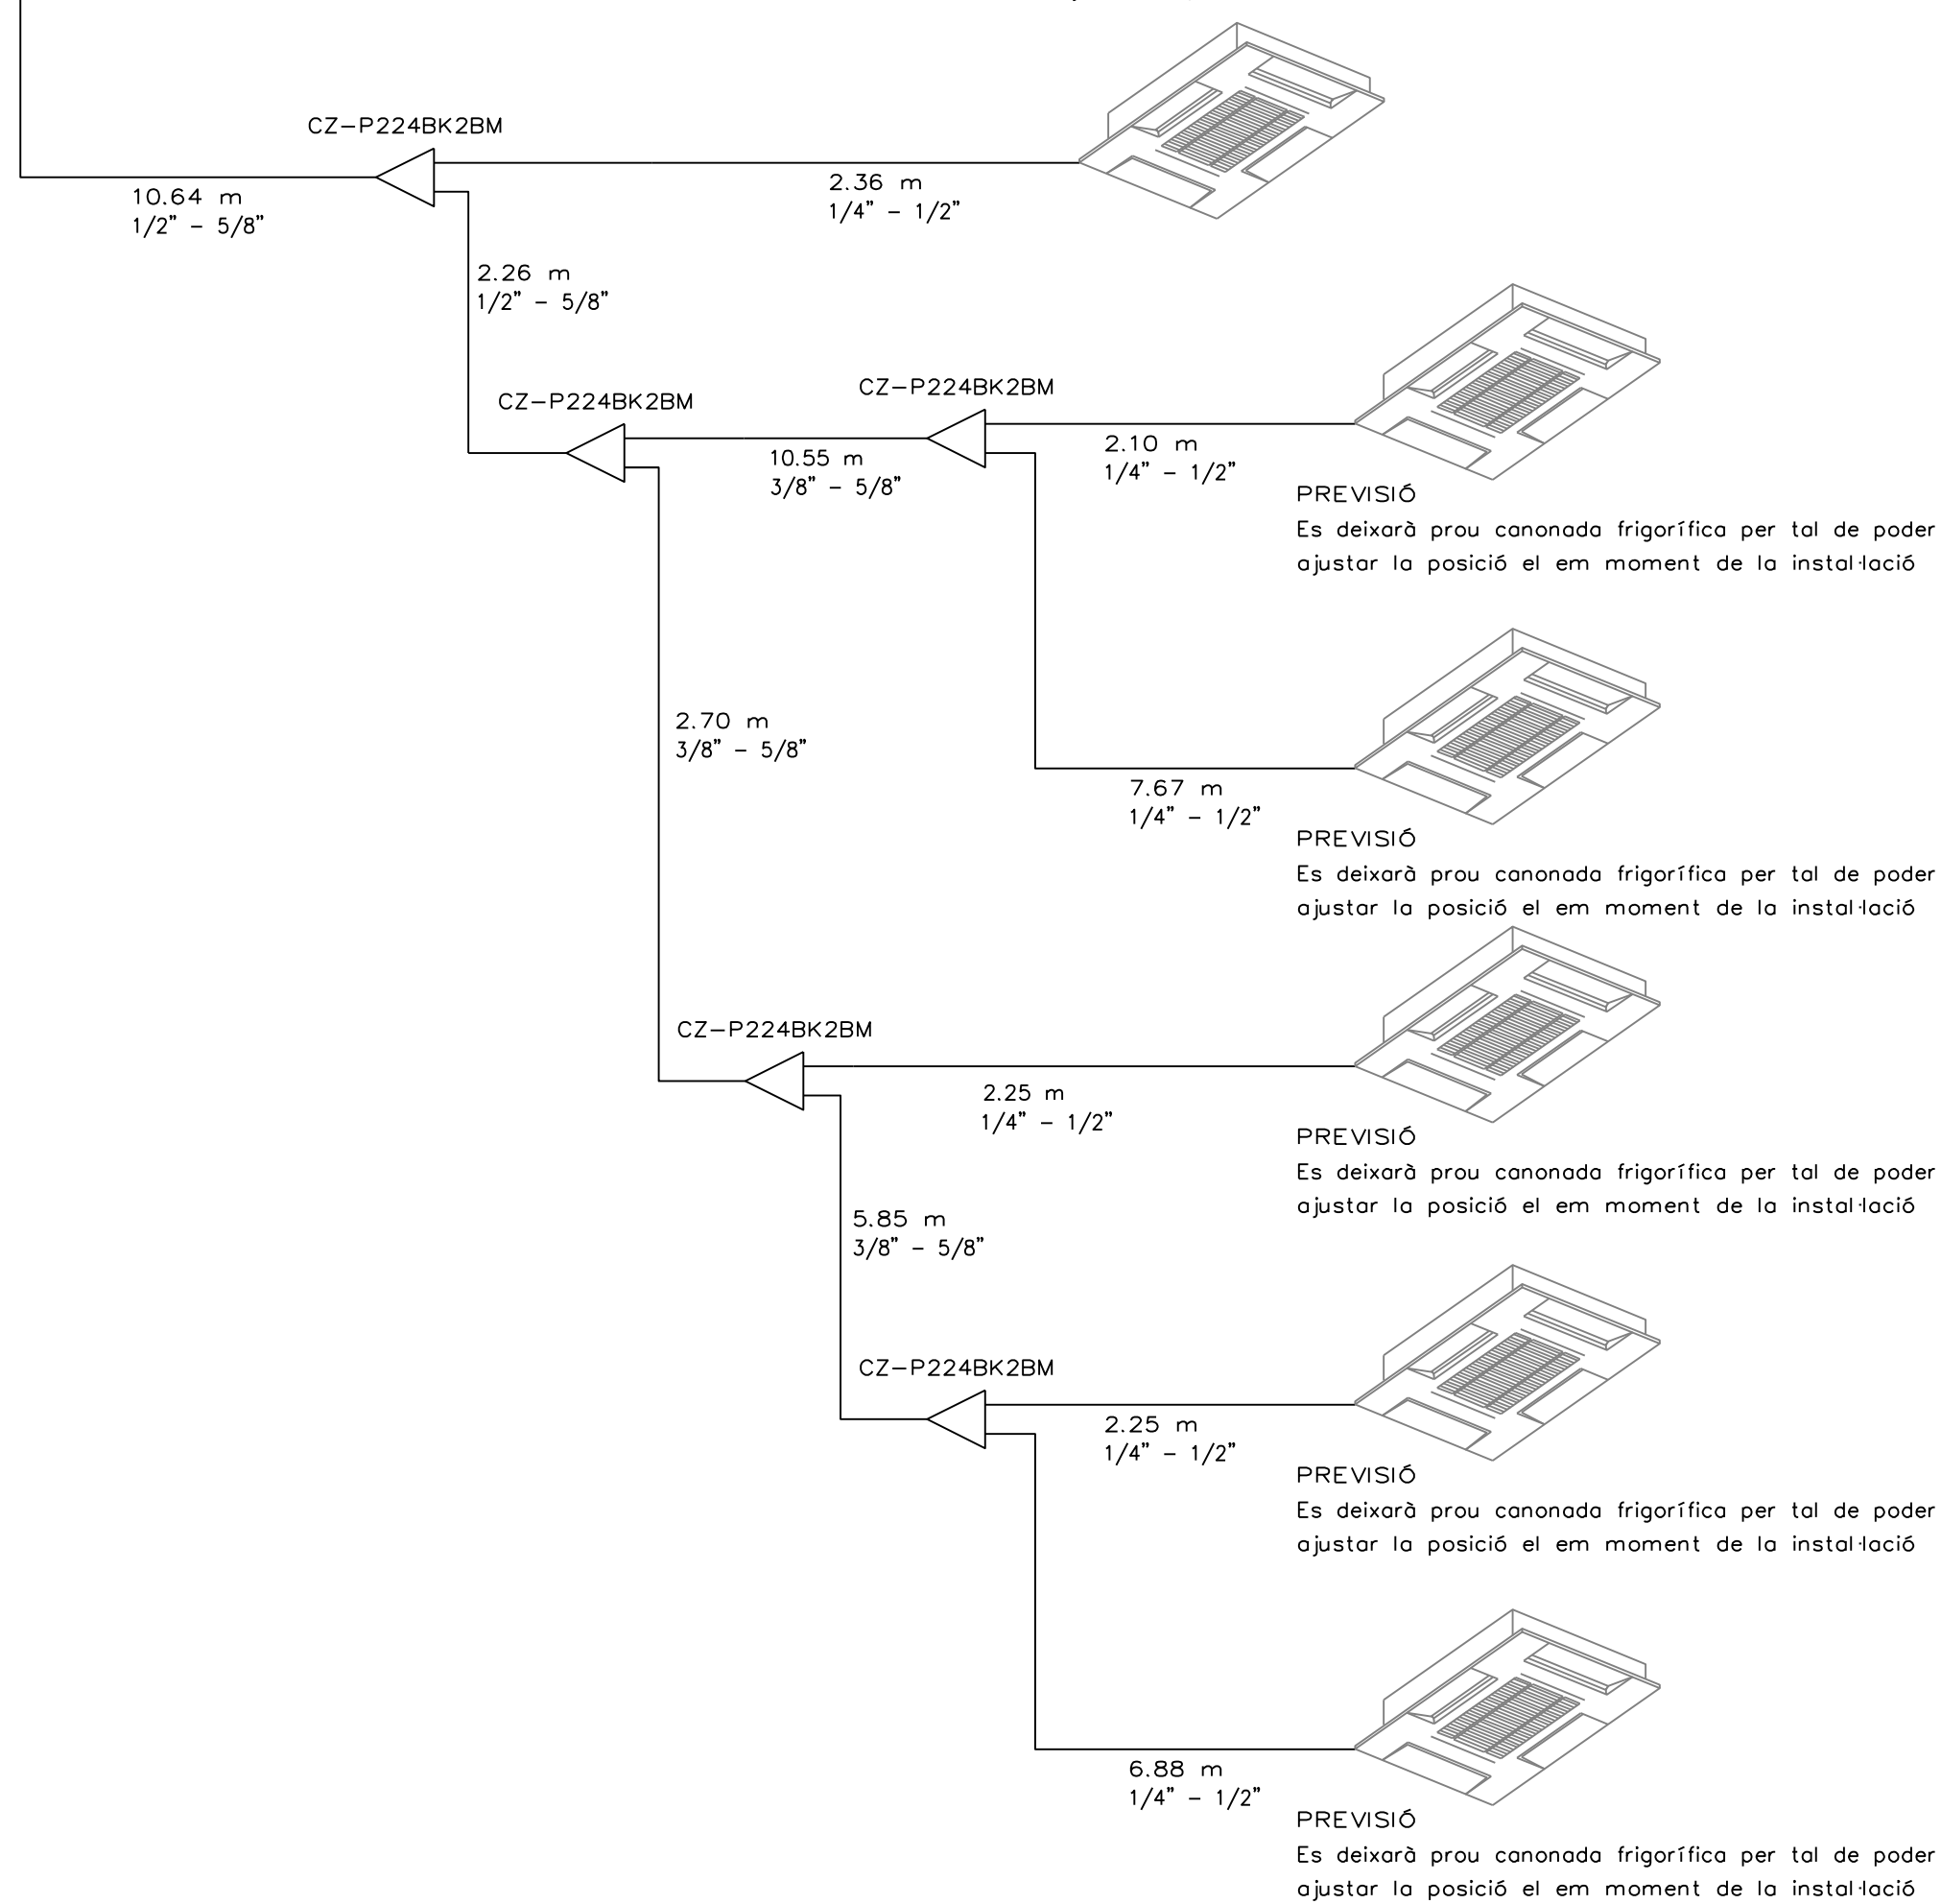 CZ-P224BK2BM
10.64 m
1/2" - 5/8"
2.36 m
1/4" - 1/2"
2.26 m
1/2" - 5/8"
CZ-P224BK2BM
CZ-P224BK2BM
10.55 m
3/8" - 5/8"
2.10 m
1/4" - 1/2"
PREVISIÓ
Es deixarà prou canonada frigorífica per tal de poder
ajustar la posició el em moment de la instal·lació
2.70 m
3/8" - 5/8"
7.67 m
1/4" - 1/2"
PREVISIÓ
Es deixarà prou canonada frigorífica per tal de poder
ajustar la posició el em moment de la instal·lació
CZ-P224BK2BM
2.25 m
1/4" - 1/2"
PREVISIÓ
Es deixarà prou canonada frigorífica per tal de poder
ajustar la posició el em moment de la instal·lació
5.85 m
3/8" - 5/8"
CZ-P224BK2BM
2.25 m
1/4" - 1/2"
PREVISIÓ
Es deixarà prou canonada frigorífica per tal de poder
ajustar la posició el em moment de la instal·lació
6.88 m
1/4" - 1/2"
PREVISIÓ
Es deixarà prou canonada frigorífica per tal de poder
ajustar la posició el em moment de la instal·lació